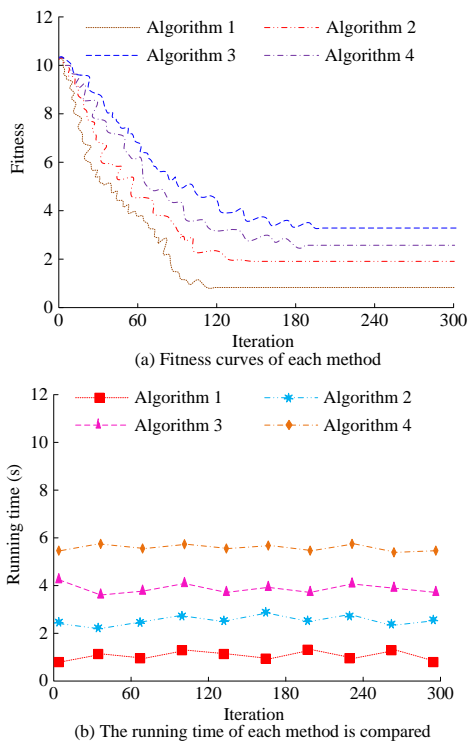 12
10
8
6
4
2
0
Fitness
Algorithm 1
Algorithm 2
Algorithm 3
Algorithm 4
0
60
120
180
240
300
Iteration
(a) Fitness curves of each method
12
10
8
6
4
2
0
Running time (s)
Algorithm 1
Algorithm 2
Algorithm 3
Algorithm 4
0
60
120
180
240
300
Iteration
(b) The running time of each method is compared